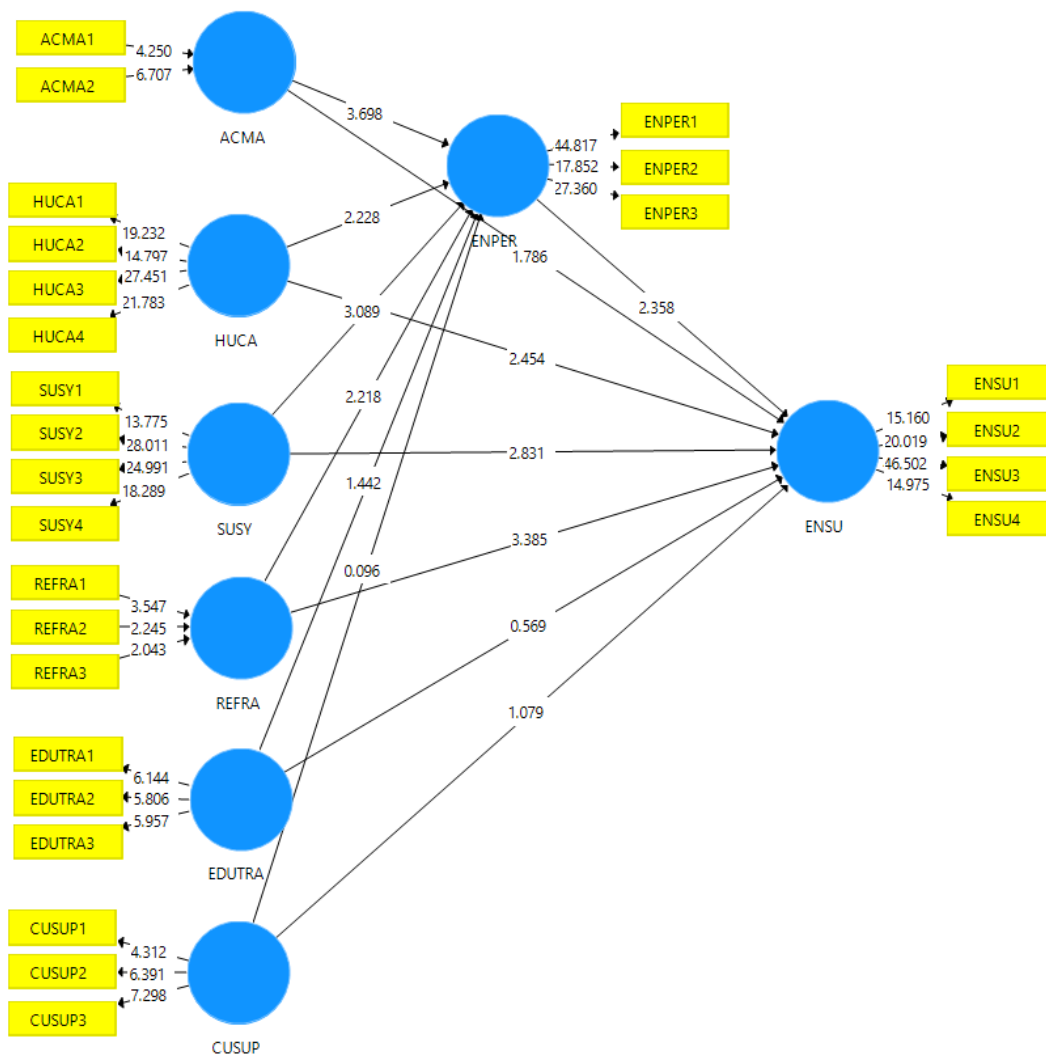 ACMA1
4.250
ACMA2
6.707
ACMA
3.698
ENPER1
44.817
ENPER2
17.852
ENPER3
27.360
ENPER
HUCA1
19.232
HUCA2
14.797
HUCA3
27.451
HUCA4
21.783
HUCA
2.228
1.786
2.358
3.089
2.454
SUSY1
13.775
SUSY2
28.011
SUSY3
24.991
SUSY4
18.289
SUSY
2.218
2.831
ENSU1
15.160
ENSU2
20.019
ENSU3
46.502
ENSU4
14.975
ENSU
1.442
3.385
REFRA1
3.547
REFRA2
2.245
REFRA3
2.043
REFRA
0.096
0.569
EDUTRA1
6.144
EDUTRA2
5.806
EDUTRA3
5.957
EDUTRA
1.079
CUSUP1
4.312
CUSUP2
6.391
CUSUP3
7.298
CUSUP